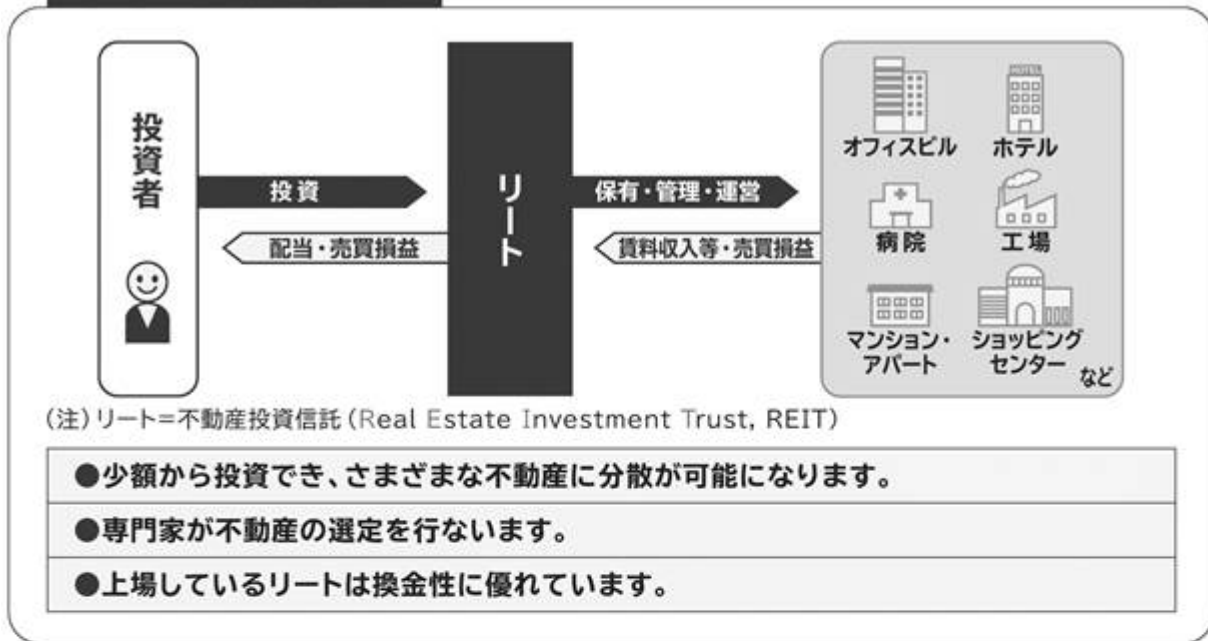 投資者
投資
配当・売買損益
リート
保有・管理・運営
賃料収入等・売買損益
オフィスビル
HOTEL
ホテル
病院
工場
マンション・
アパート
ショッピング
センター
など
(注)リート=不動産投資信託(Real Estate Investment Trust, REIT)
●少額から投資でき、さまざまな不動産に分散が可能になります。
●専門家が不動産の選定を行ないます。
●上場しているリートは換金性に優れています。